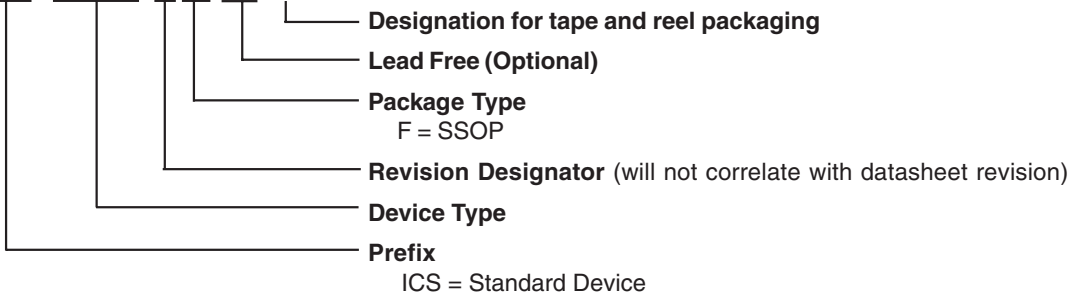 Designation for tape and reel packaging
Lead Free (Optional)
Package Type
F = SSOP
Revision Designator (will not correlate with datasheet revision)
Device Type
Prefix
ICS = Standard Device